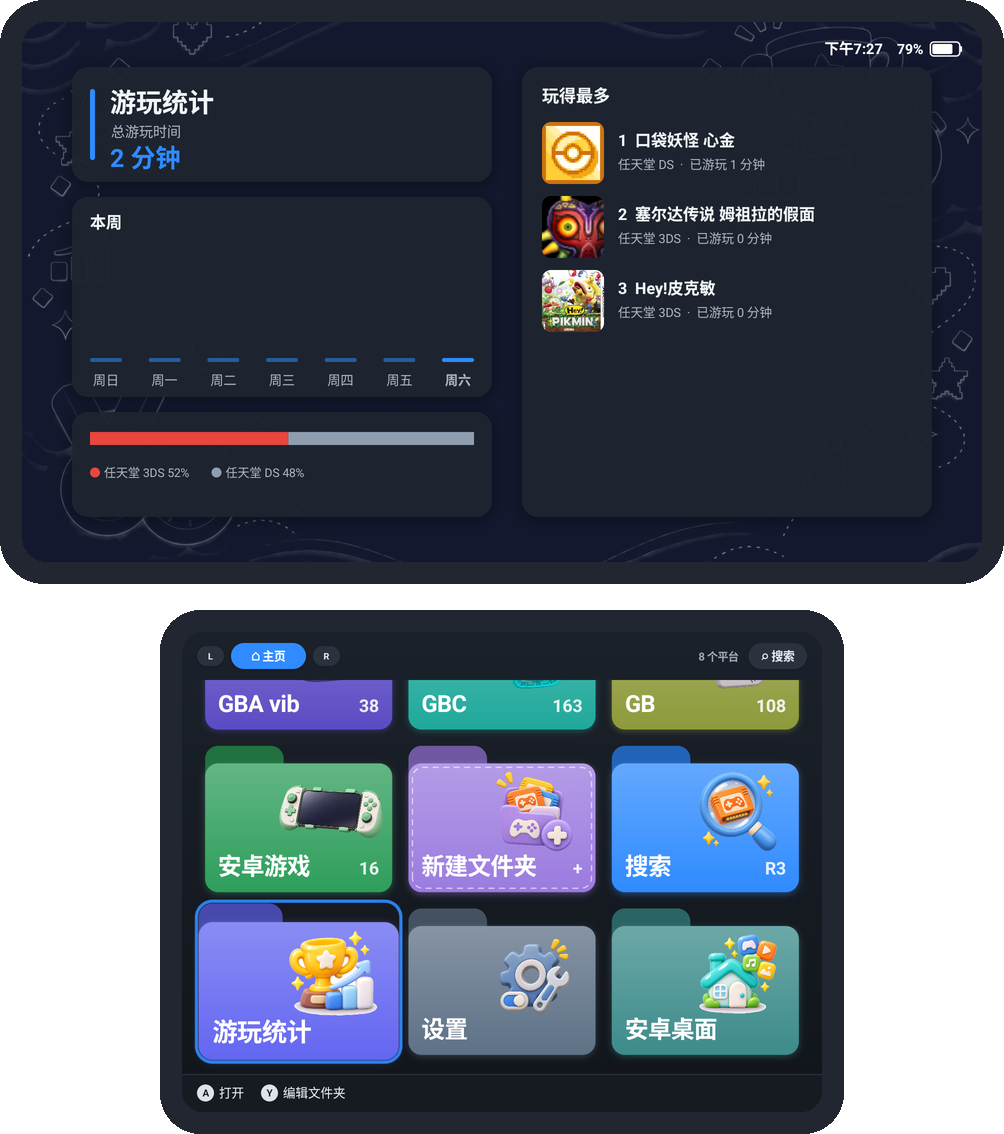 下午7:27 79%
游玩统计
总游玩时间
2 分钟
本周
周日 周一 周二 周三 周四 周五 周六
任天堂 3DS 52% 任天堂 DS 48%
玩得最多
1 口袋妖怪 心金
任天堂 DS · 已游玩 1 分钟
2 塞尔达传说 姆祖拉的假面
任天堂 3DS · 已游玩 0 分钟
3 Hey!皮克敏
任天堂 3DS · 已游玩 0 分钟
Hey!
PIKMIN
L 主页 R 8 个平台 搜索
GBA vib 38 GBC 163 GB 108
安卓游戏 16 新建文件夹 + 搜索 R3
游玩统计 设置 安卓桌面
A 打开 Y 编辑文件夹